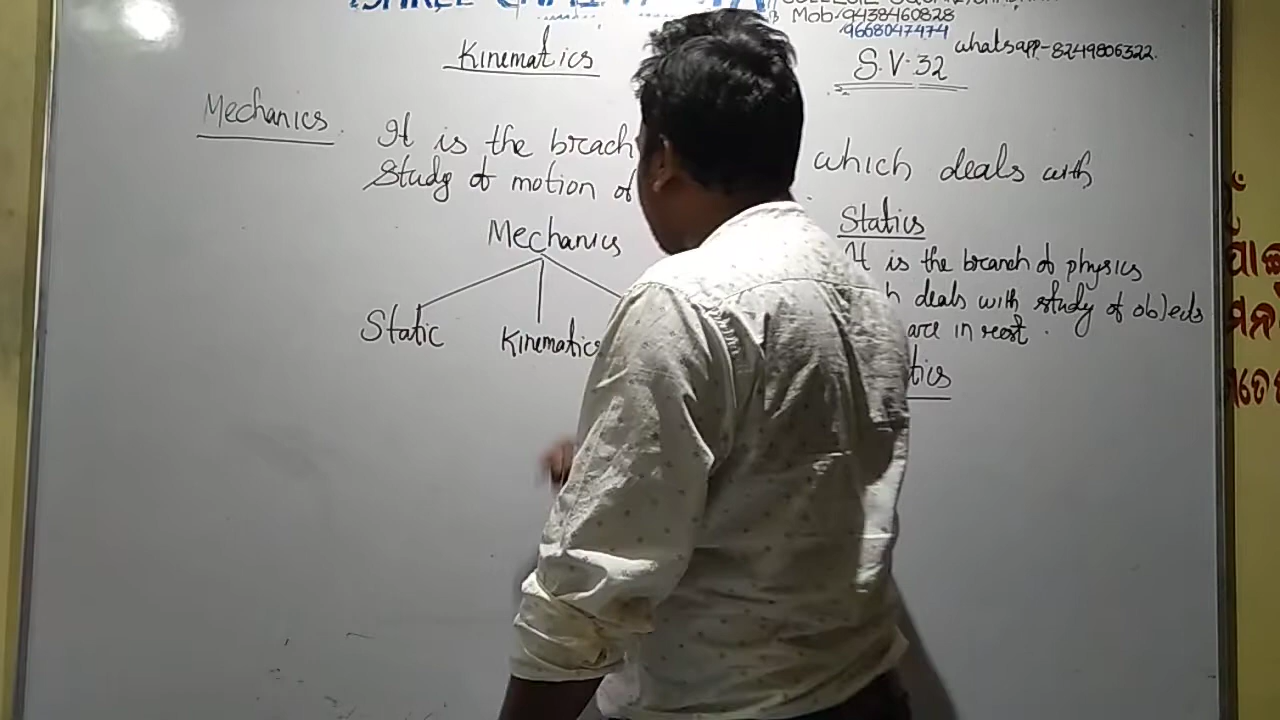 Mob-9438460828
9668047474
Kinematics
S.V.32
whatsapp-8249806322
Mechanics
It is the breach which deals with
Study of motion of
Mechanics
Static Kinematics
Statics
It is the branch of physics
h deals with study of objects
are in rest.
tics